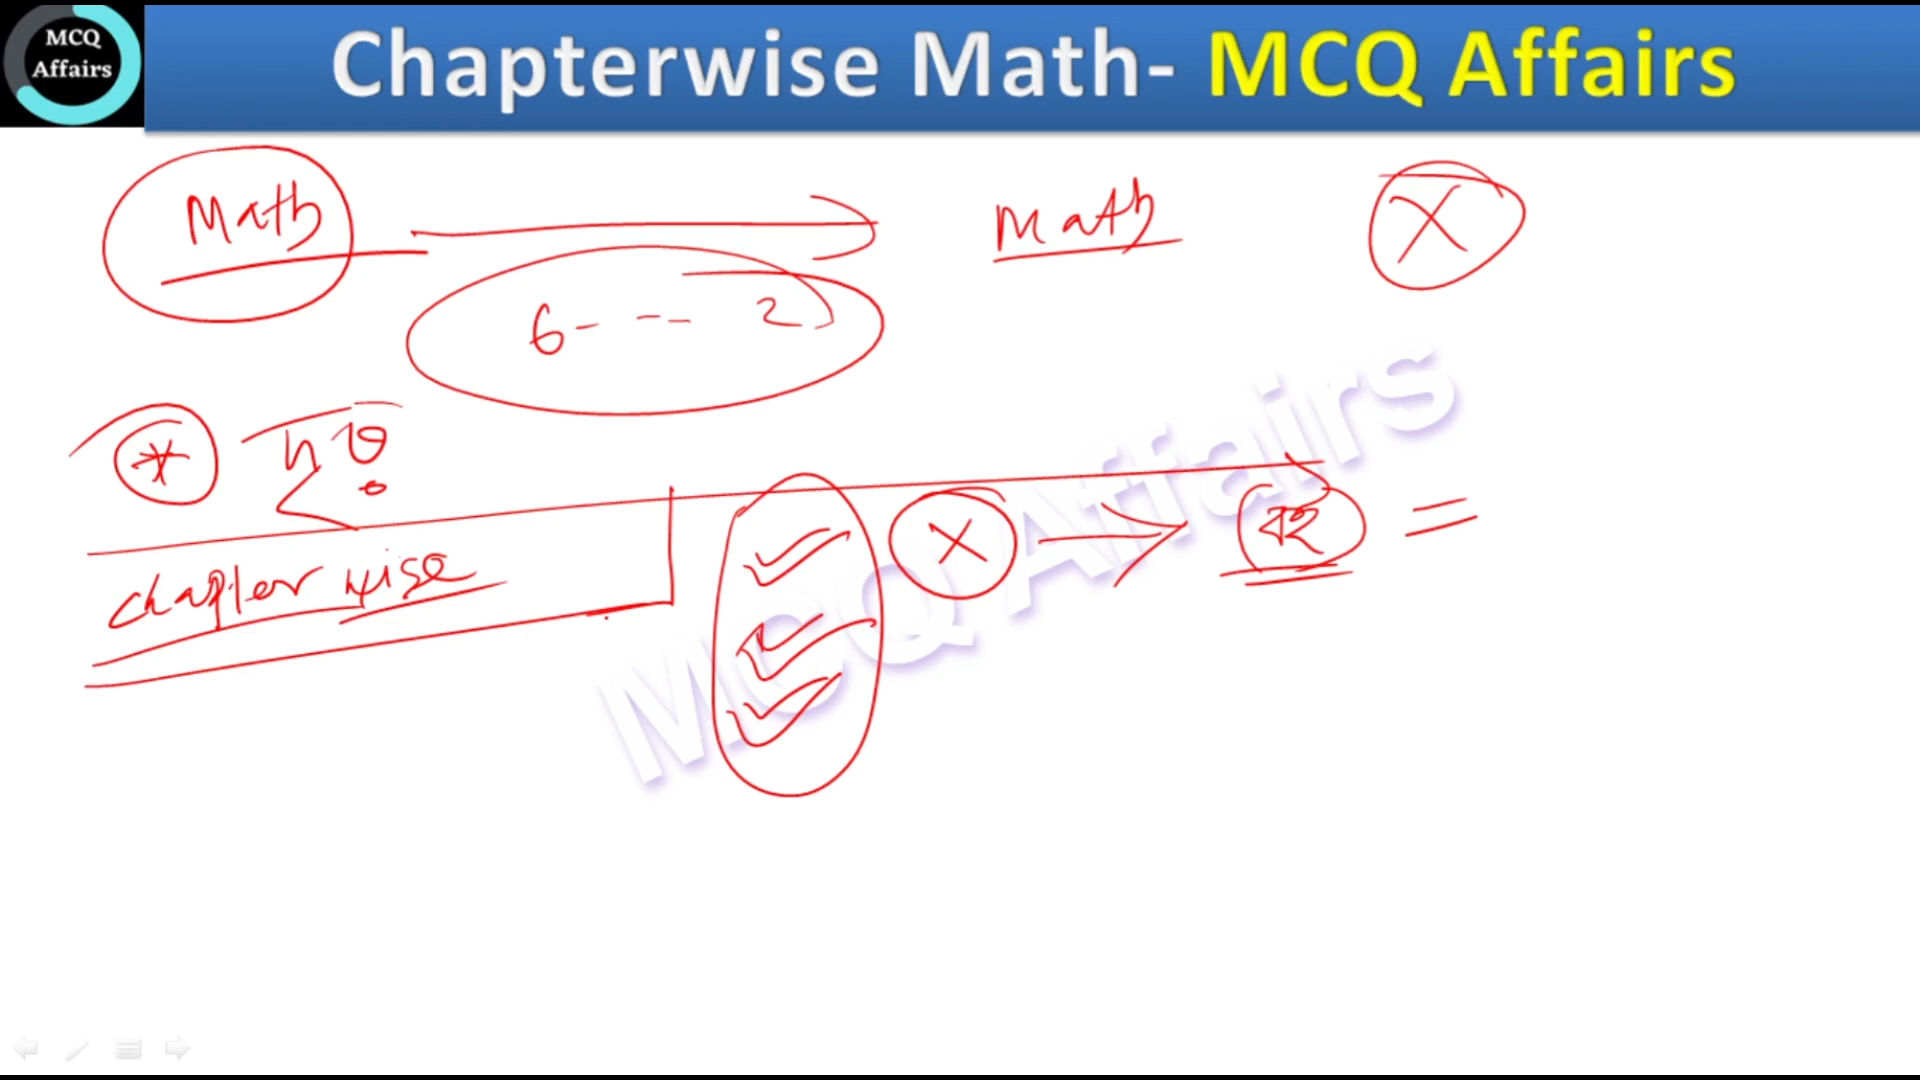 MCQ
Affairs
Chapterwise Math- MCQ Affairs
Math Math X
6- -- 2
*
chapter wise
X
=
MCQ Affairs